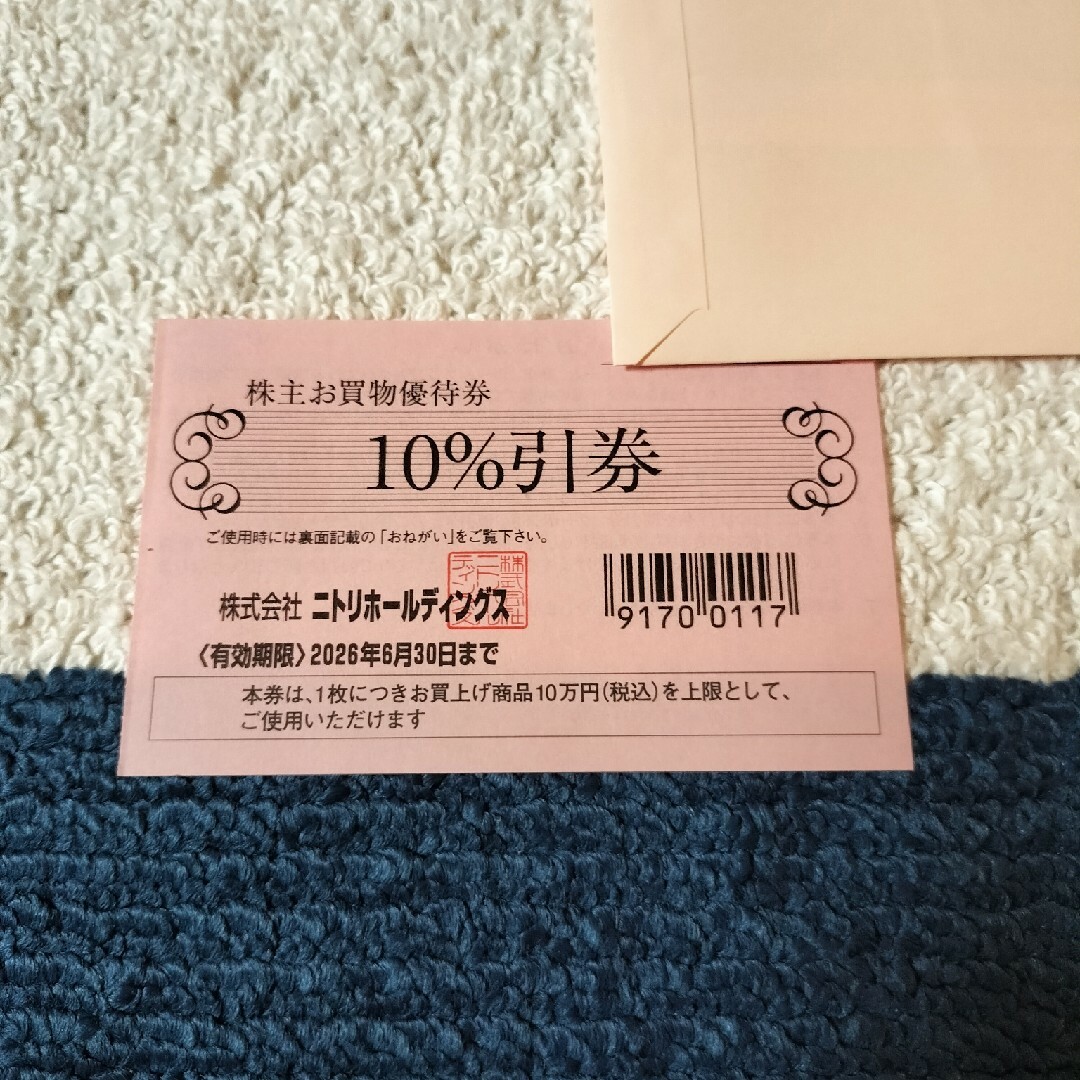 株主お買物優待券
10%引券
ご使用時には裏面記載の「おねがい」をご覧下さい。
株式会社 ニトリホールディングス
9170 0117
〈有効期限〉2026年6月30日まで
本券は、1枚につきお買上げ商品10万円(税込)を上限として、
ご使用いただけます